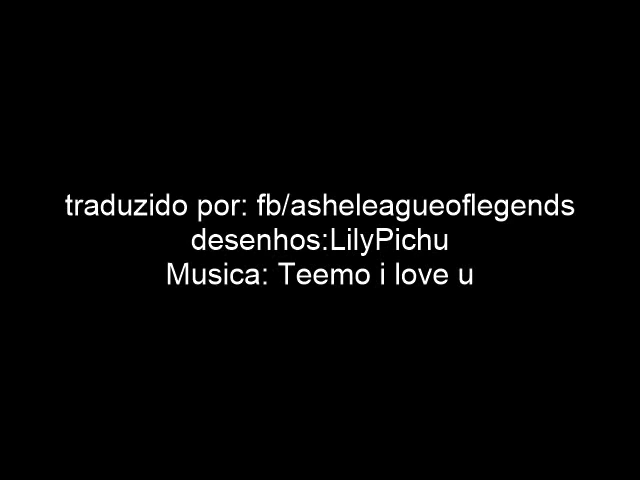 traduzido por: fb/asheleagueoflegends
desenhos:LilyPichu
Musica: Teemo i love u